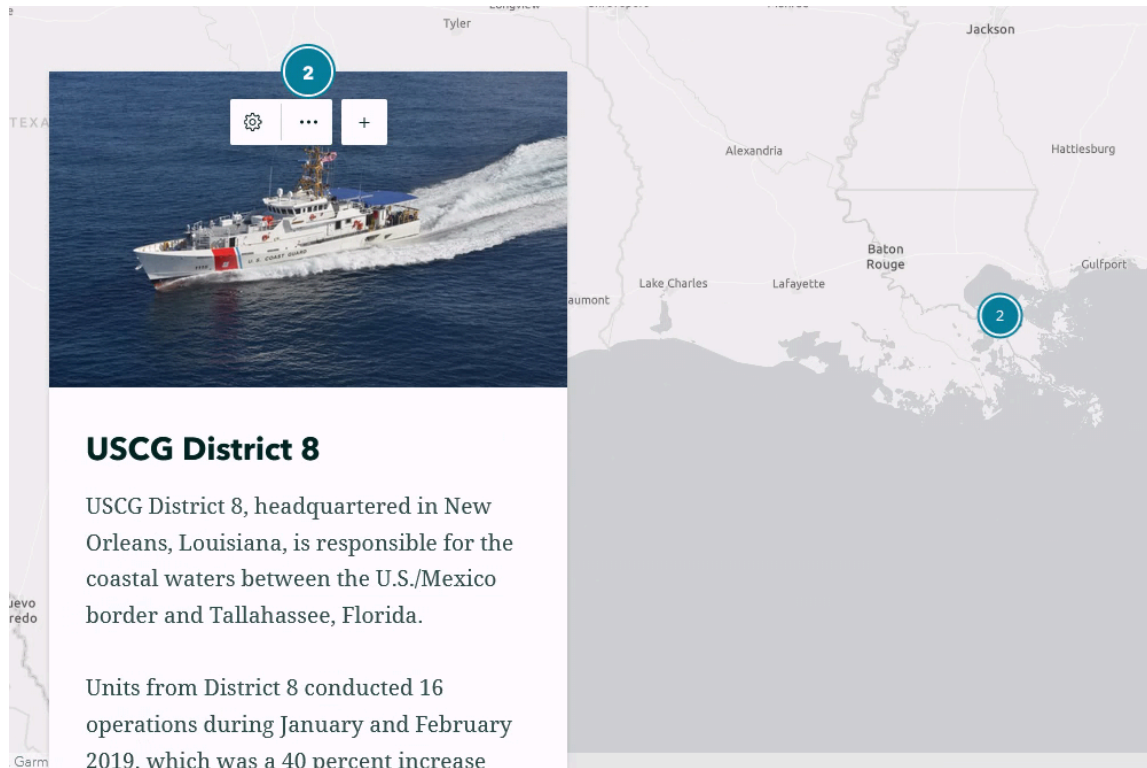 Tyler
Jackson
2
TEXA
Alexandria
Hattiesburg
U. S. COAST GUARD
Baton
Rouge
Gulfport
Lake Charles
Lafayette
aumont
2
USCG District 8
USCG District 8, headquartered in New
Orleans, Louisiana, is responsible for the
coastal waters between the U.S./Mexico
border and Tallahassee, Florida.
uevo
redo
Units from District 8 conducted 16
operations during January and February
2019, which was a 40 percent increase
Garm